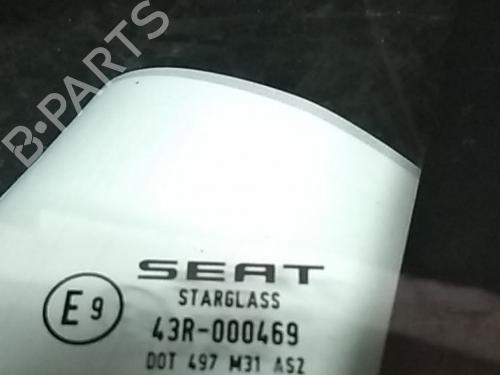 B-PARTS
SEAT
STARGLASS
E9
43R-000469
DOT 497 M31 AS2